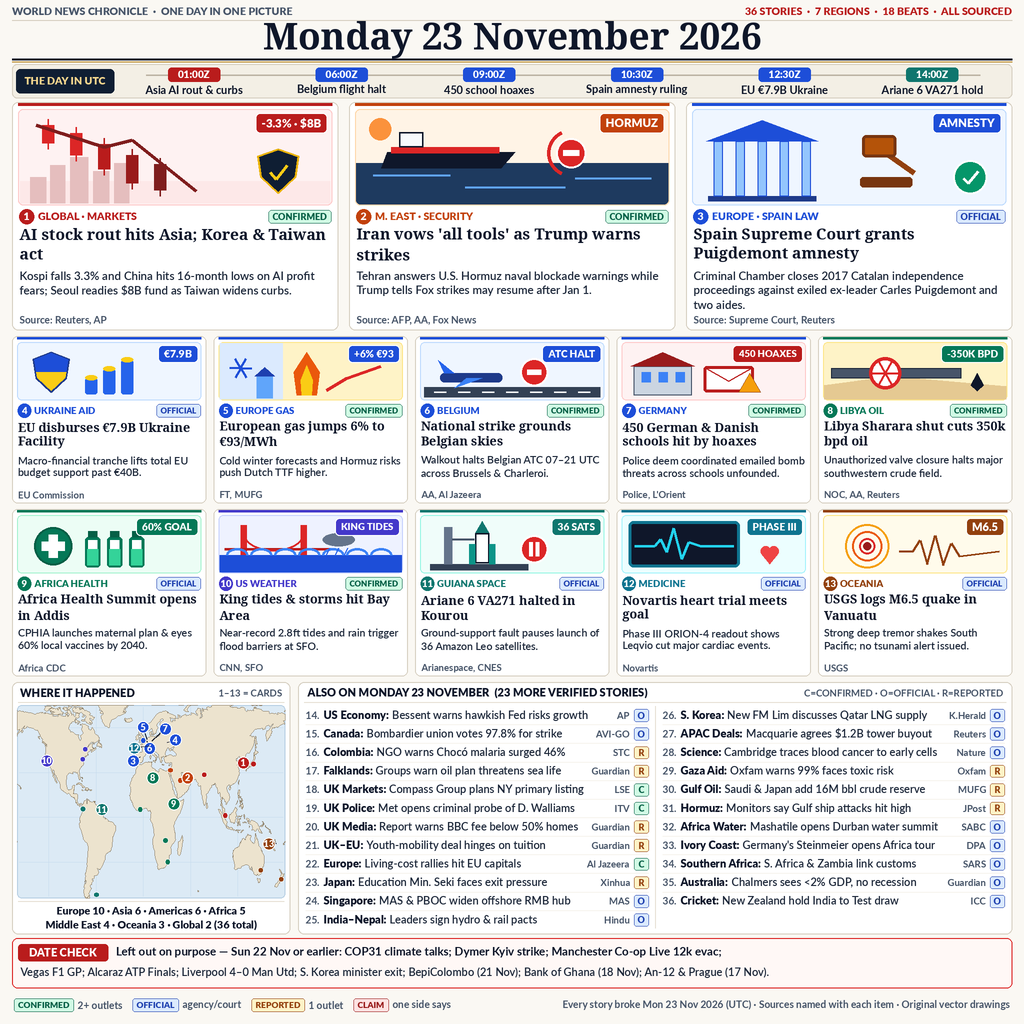 WORLD NEWS CHRONICLE · ONE DAY IN ONE PICTURE
36 STORIES · 7 REGIONS · 18 BEATS · ALL SOURCED
Monday 23 November 2026
THE DAY IN UTC
01:00Z
Asia AI rout & curbs
06:00Z
Belgium flight halt
09:00Z
450 school hoaxes
10:30Z
Spain amnesty ruling
12:30Z
EU €7.9B Ukraine
14:00Z
Ariane 6 VA271 hold
-3.3% · $8B
1 GLOBAL · MARKETS
CONFIRMED
AI stock rout hits Asia; Korea & Taiwan
act
Kospi falls 3.3% and China hits 16-month lows on AI profit
fears; Seoul readies $8B fund as Taiwan widens curbs.
Source: Reuters, AP
HORMUZ
2 M. EAST · SECURITY
CONFIRMED
Iran vows 'all tools' as Trump warns
strikes
Tehran answers U.S. Hormuz naval blockade warnings while
Trump tells Fox strikes may resume after Jan 1.
Source: AFP, AA, Fox News
AMNESTY
3 EUROPE · SPAIN LAW
OFFICIAL
Spain Supreme Court grants
Puigdemont amnesty
Criminal Chamber closes 2017 Catalan independence
proceedings against exiled ex-leader Carles Puigdemont and
two aides.
Source: Supreme Court, Reuters
€7.9B
4 UKRAINE AID
OFFICIAL
EU disburses €7.9B Ukraine
Facility
Macro-financial tranche lifts total EU
budget support past €40B.
EU Commission
+6% €93
5 EUROPE GAS
CONFIRMED
European gas jumps 6% to
€93/MWh
Cold winter forecasts and Hormuz risks
push Dutch TTF higher.
FT, MUFG
ATC HALT
6 BELGIUM
CONFIRMED
National strike grounds
Belgian skies
Walkout halts Belgian ATC 07–21 UTC
across Brussels & Charleroi.
AA, Al Jazeera
450 HOAXES
7 GERMANY
CONFIRMED
450 German & Danish
schools hit by hoaxes
Police deem coordinated emailed bomb
threats across schools unfounded.
Police, L'Orient
-350K BPD
8 LIBYA OIL
CONFIRMED
Libya Sharara shut cuts 350k
bpd oil
Unauthorized valve closure halts major
southwestern crude field.
NOC, AA, Reuters
60% GOAL
9 AFRICA HEALTH
OFFICIAL
Africa Health Summit opens
in Addis
CPHIA launches maternal plan & eyes
60% local vaccines by 2040.
Africa CDC
KING TIDES
10 US WEATHER
CONFIRMED
King tides & storms hit Bay
Area
Near-record 2.8ft tides and rain trigger
flood barriers at SFO.
CNN, SFO
36 SATS
11 GUIANA SPACE
OFFICIAL
Ariane 6 VA271 halted in
Kourou
Ground-support fault pauses launch of
36 Amazon Leo satellites.
Arianespace, CNES
PHASE III
12 MEDICINE
OFFICIAL
Novartis heart trial meets
goal
Phase III ORION-4 readout shows
Leqvio cut major cardiac events.
Novartis
M6.5
13 OCEANIA
OFFICIAL
USGS logs M6.5 quake in
Vanuatu
Strong deep tremor shakes South
Pacific; no tsunami alert issued.
USGS
WHERE IT HAPPENED
1–13 = CARDS
5
7
4
12
6
3
10
1
8
2
9
11
13
Europe 10 · Asia 6 · Americas 6 · Africa 5
Middle East 4 · Oceania 3 · Global 2 (36 total)
ALSO ON MONDAY 23 NOVEMBER (23 MORE VERIFIED STORIES)
C=CONFIRMED · O=OFFICIAL · R=REPORTED
14. US Economy: Bessent warns hawkish Fed risks growth AP O
15. Canada: Bombardier union votes 97.8% for strike AVI-GO O
16. Colombia: NGO warns Chocó malaria surged 46% STC R
17. Falklands: Groups warn oil plan threatens sea life Guardian R
18. UK Markets: Compass Group plans NY primary listing LSE C
19. UK Police: Met opens criminal probe of D. Walliams ITV C
20. UK Media: Report warns BBC fee below 50% homes Guardian R
21. UK–EU: Youth-mobility deal hinges on tuition Guardian R
22. Europe: Living-cost rallies hit EU capitals Al Jazeera C
23. Japan: Education Min. Seki faces exit pressure Xinhua R
24. Singapore: MAS & PBOC widen offshore RMB hub MAS O
25. India–Nepal: Leaders sign hydro & rail pacts Hindu O
26. S. Korea: New FM Lim discusses Qatar LNG supply K.Herald O
27. APAC Deals: Macquarie agrees $1.2B tower buyout Reuters O
28. Science: Cambridge traces blood cancer to early cells Nature O
29. Gaza Aid: Oxfam warns 99% faces toxic risk Oxfam R
30. Gulf Oil: Saudi & Japan add 16M bbl crude reserve MUFG R
31. Hormuz: Monitors say Gulf ship attacks hit high JPost R
32. Africa Water: Mashatile opens Durban water summit SABC O
33. Ivory Coast: Germany's Steinmeier opens Africa tour DPA O
34. Southern Africa: S. Africa & Zambia link customs SARS O
35. Australia: Chalmers sees <2% GDP, no recession Guardian O
36. Cricket: New Zealand hold India to Test draw ICC O
DATE CHECK
Left out on purpose — Sun 22 Nov or earlier: COP31 climate talks; Dymer Kyiv strike; Manchester Co-op Live 12k evac;
Vegas F1 GP; Alcaraz ATP Finals; Liverpool 4–0 Man Utd; S. Korea minister exit; BepiColombo (21 Nov); Bank of Ghana (18 Nov); An-12 & Prague (17 Nov).
CONFIRMED 2+ outlets OFFICIAL agency/court REPORTED 1 outlet CLAIM one side says
Every story broke Mon 23 Nov 2026 (UTC) · Sources named with each item · Original vector drawings